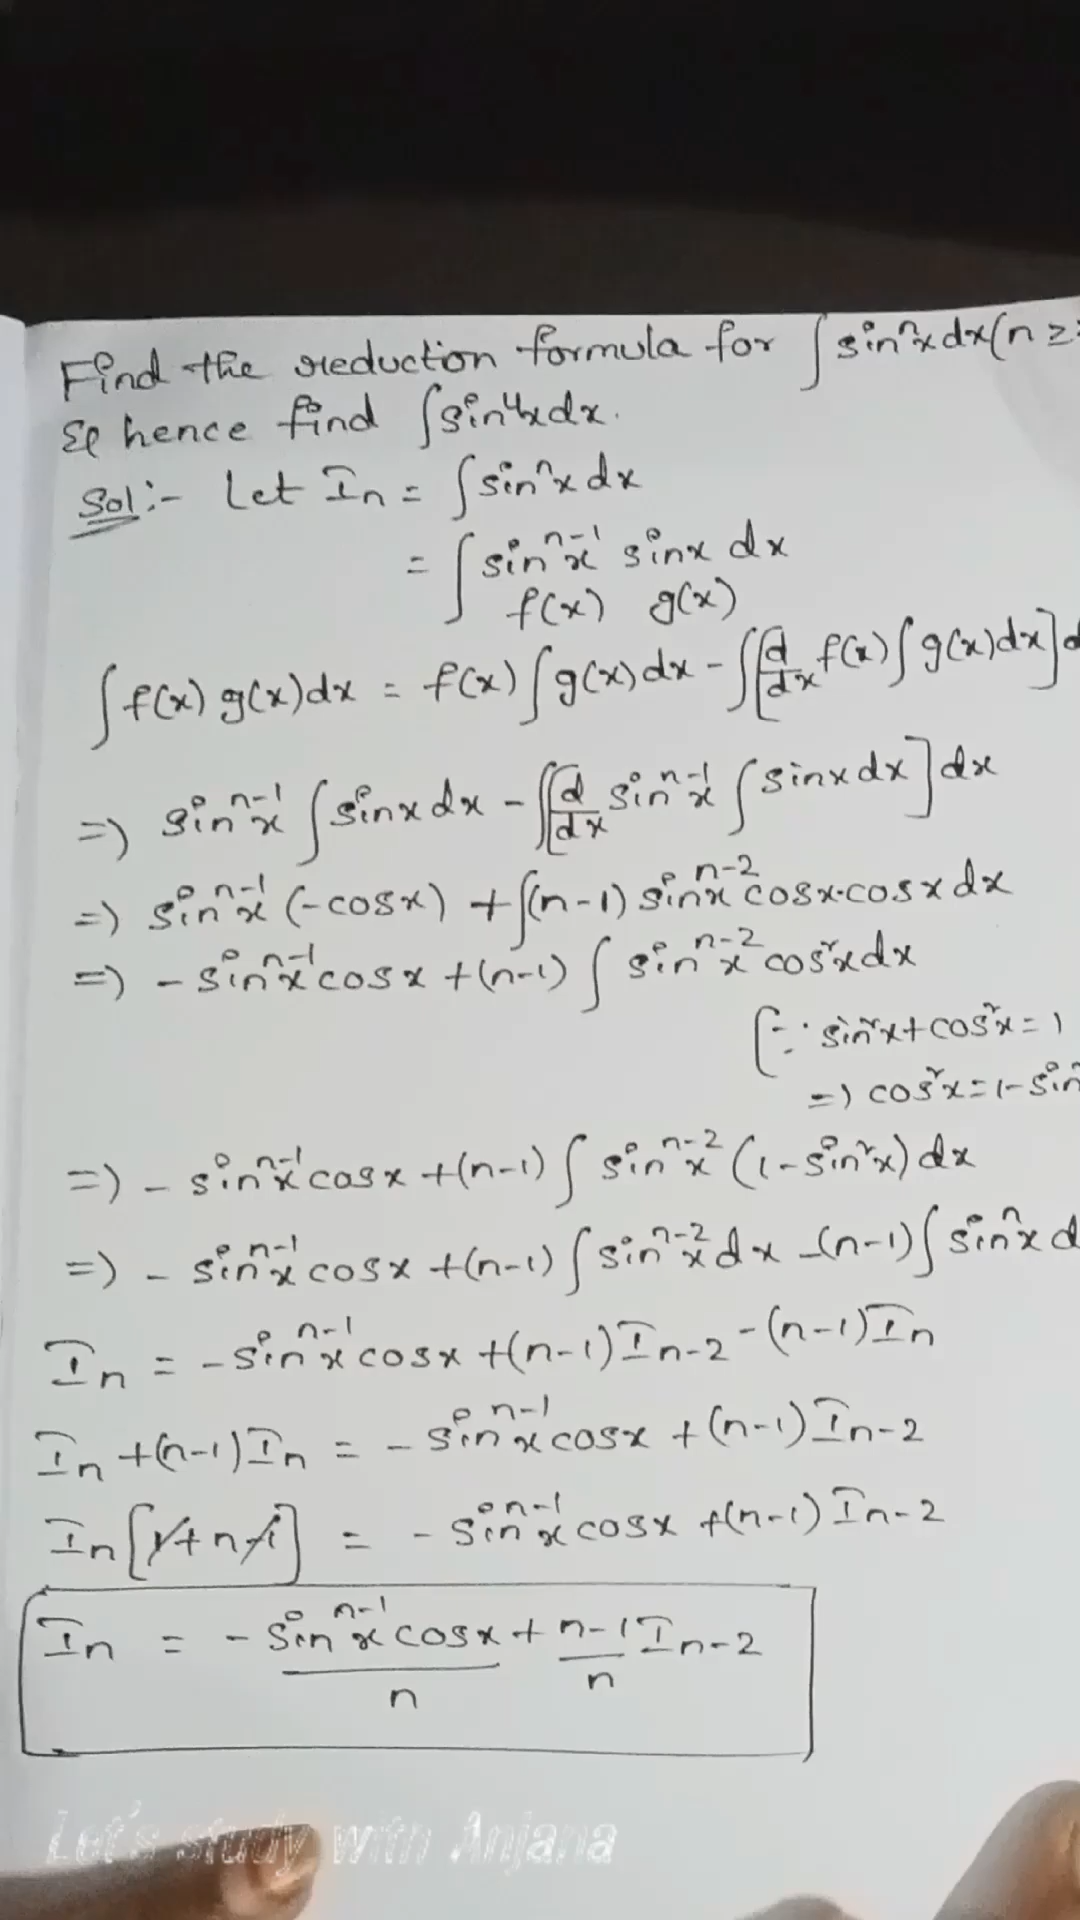 Find the reduction formula for ∫ sinⁿx dx (n ≥
& hence find ∫sin⁴x dx.
Sol:- Let Iₙ = ∫ sinⁿx dx
= ∫ sinⁿ⁻¹x sinx dx
f(x) g(x)
∫ f(x) g(x) dx = f(x) ∫ g(x) dx - ∫[d/dx f(x) ∫ g(x) dx] d
=> sinⁿ⁻¹x ∫ sinx dx - ∫[d/dx sinⁿ⁻¹x ∫ sinx dx] dx
=> sinⁿ⁻¹x (-cosx) + ∫(n-1) sinⁿ⁻²x cosx·cosx dx
=> - sinⁿ⁻¹x cosx + (n-1) ∫ sinⁿ⁻²x cos²x dx
[∵ sin²x + cos²x = 1
=> cos²x = 1 - sin²
=> - sinⁿ⁻¹x cosx + (n-1) ∫ sinⁿ⁻²x (1 - sin²x) dx
=> - sinⁿ⁻¹x cosx + (n-1) ∫ sinⁿ⁻²x dx - (n-1) ∫ sinⁿx d
Iₙ = - sinⁿ⁻¹x cosx + (n-1) Iₙ₋₂ - (n-1) Iₙ
Iₙ + (n-1) Iₙ = - sinⁿ⁻¹x cosx + (n-1) Iₙ₋₂
Iₙ [1 + n - 1] = - sinⁿ⁻¹x cosx + (n-1) Iₙ₋₂
Iₙ = - sinⁿ⁻¹x cosx / n + n-1 / n Iₙ₋₂
Let's study with Anjana